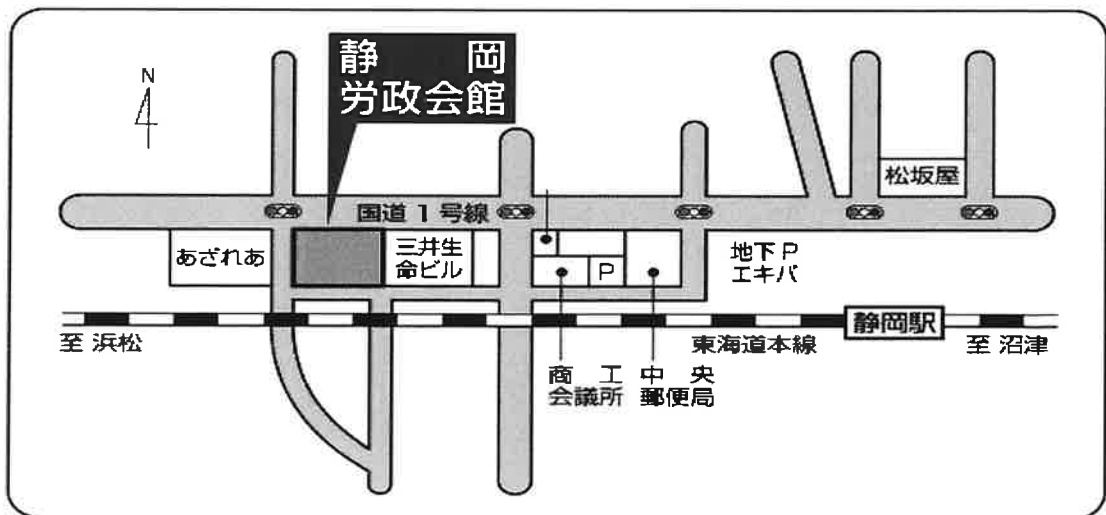 静岡
労政会館
N
松坂屋
国道1号線
あざれあ
三井生
命ビル
P
地下P
エキパ
静岡駅
至 浜松
東海道本線
至 沼津
商工
会議所
中央
郵便局